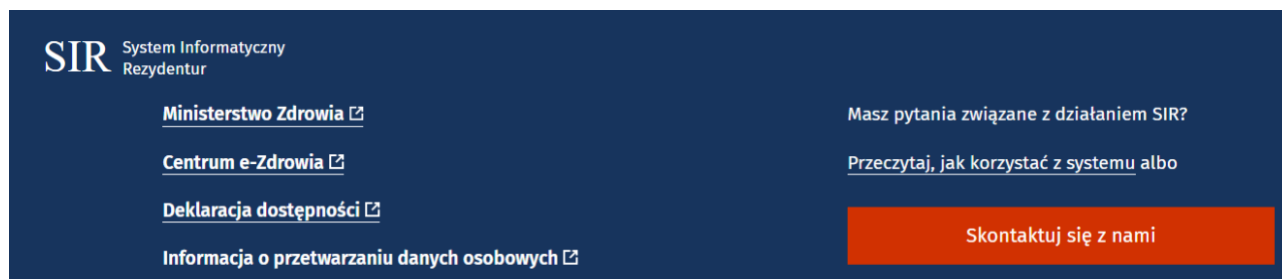 SIR System Informatyczny
Rezydentur
Ministerstwo Zdrowia
Centrum e-Zdrowia
Deklaracja dostępności
Informacja o przetwarzaniu danych osobowych
Masz pytania związane z działaniem SIR?
Przeczytaj, jak korzystać z systemu albo
Skontaktuj się z nami